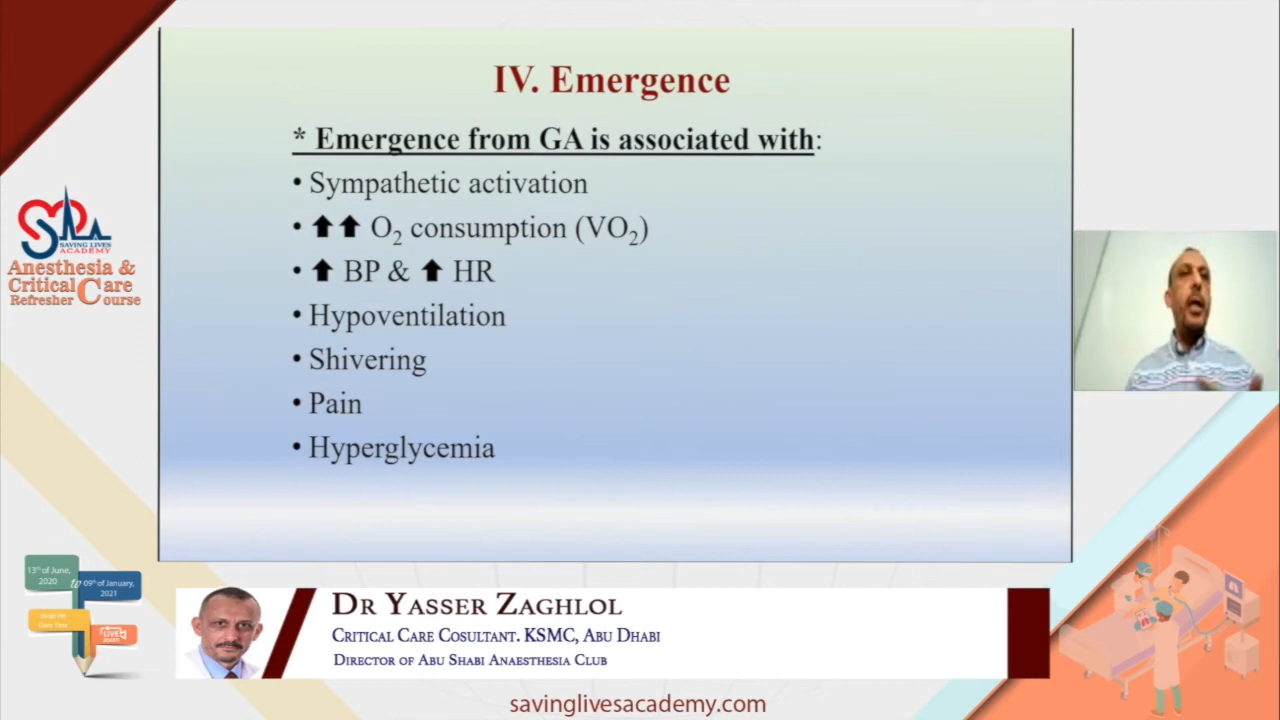 IV. Emergence
* Emergence from GA is associated with:
• Sympathetic activation
• ⬆⬆ O₂ consumption (VO₂)
• ⬆ BP & ⬆ HR
• Hypoventilation
• Shivering
• Pain
• Hyperglycemia
SAVING LIVES
ACADEMY
Anesthesia &
Critical Care
Refresher Course
13th of June,
2020
to
09th of January,
2021
LIVE
DR YASSER ZAGHLOL
CRITICAL CARE COSULTANT. KSMC, ABU DHABI
DIRECTOR OF ABU SHABI ANAESTHESIA CLUB
savinglivesacademy.com